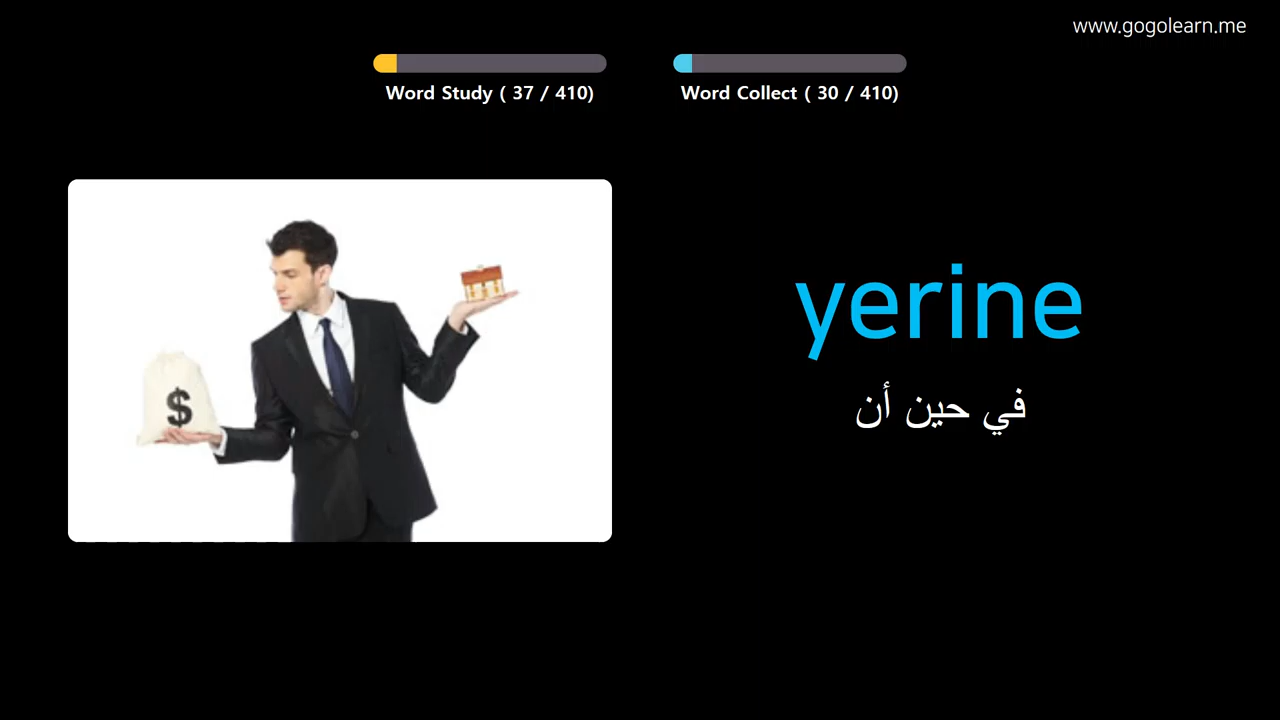 www.gogolearn.me
Word Study ( 37 / 410)
Word Collect ( 30 / 410)
$
yerine
في حين أن